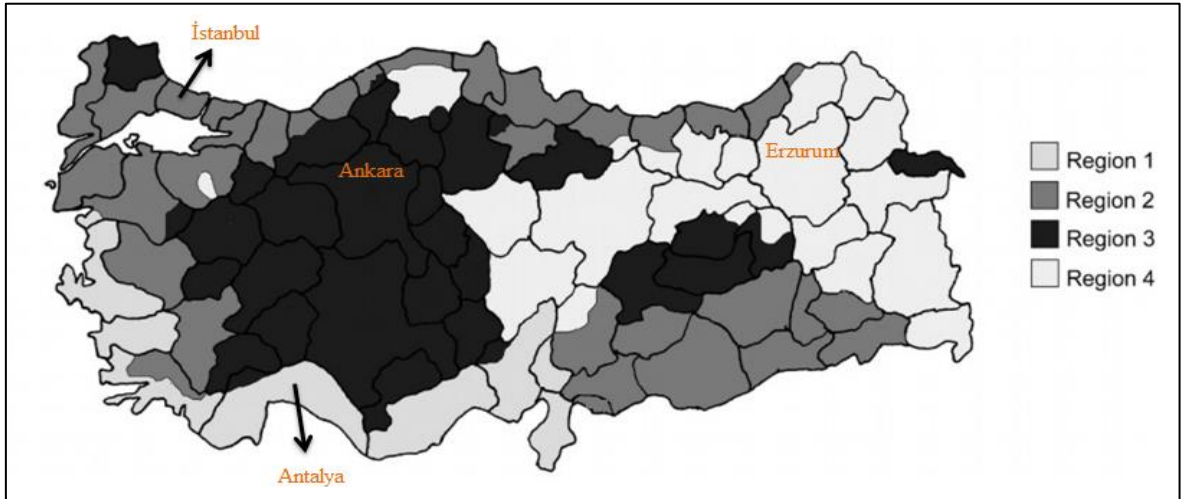 İstanbul
Ankara
Erzurum
Antalya
Region 1
Region 2
Region 3
Region 4